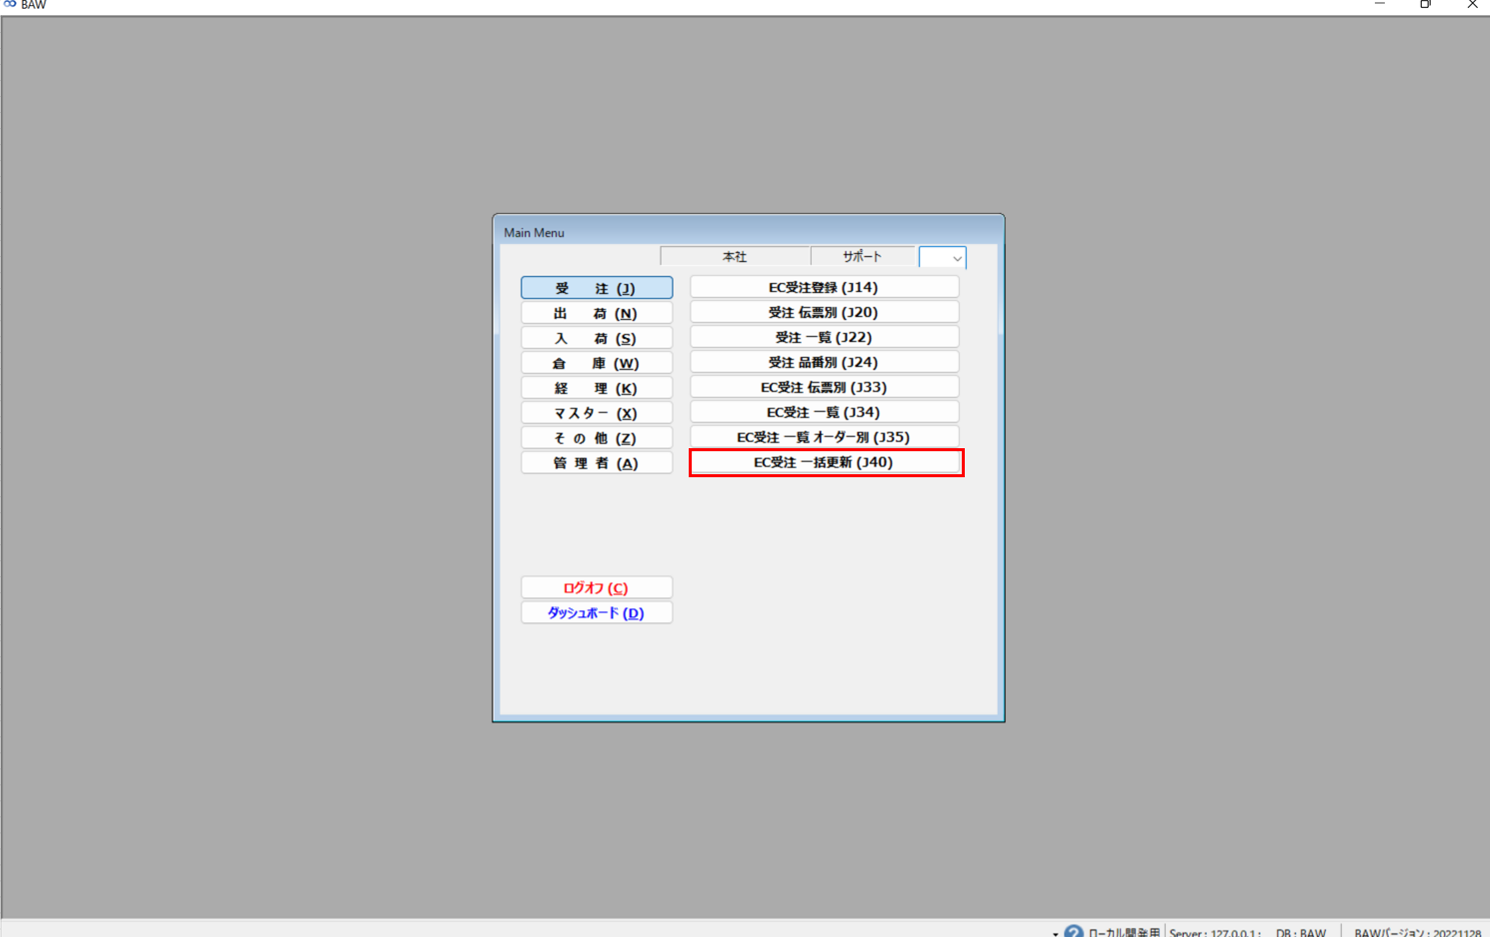 BAW
Main Menu
本社 サポート
受 注 (J)
出 荷 (N)
入 荷 (S)
倉 庫 (W)
経 理 (K)
マスター (X)
その他 (Z)
管理者 (A)
EC受注登録 (J14)
受注 伝票別 (J20)
受注 一覧 (J22)
受注 品番別 (J24)
EC受注 伝票別 (J33)
EC受注 一覧 (J34)
EC受注 一覧 オーダー別 (J35)
EC受注 一括更新 (J40)
ログオフ (C)
ダッシュボード (D)
ローカル開発用 Server : 127.0.0.1 : DB : BAW BAWバージョン : 20221128